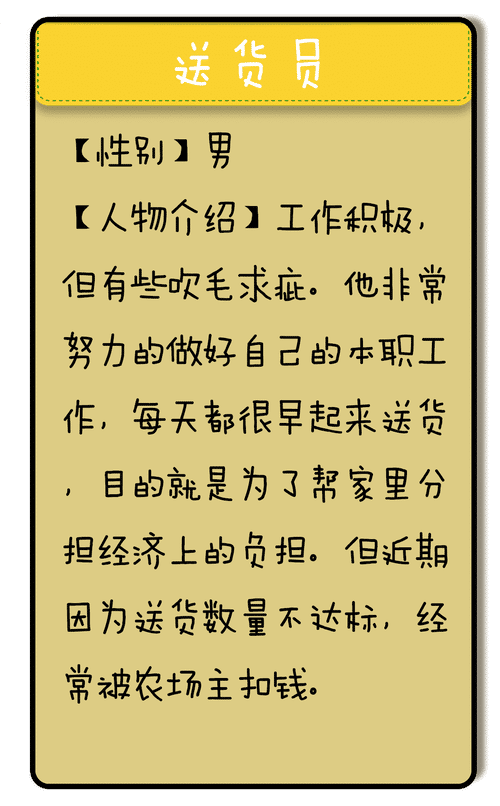 送货员
【性别】男
【人物介绍】工作积极，
但有些吹毛求疵。他非常
努力的做好自己的本职工
作，每天都很早起来送货
，目的就是为了帮家里分
担经济上的负担。但近期
因为送货数量不达标，经
常被农场主扣钱。